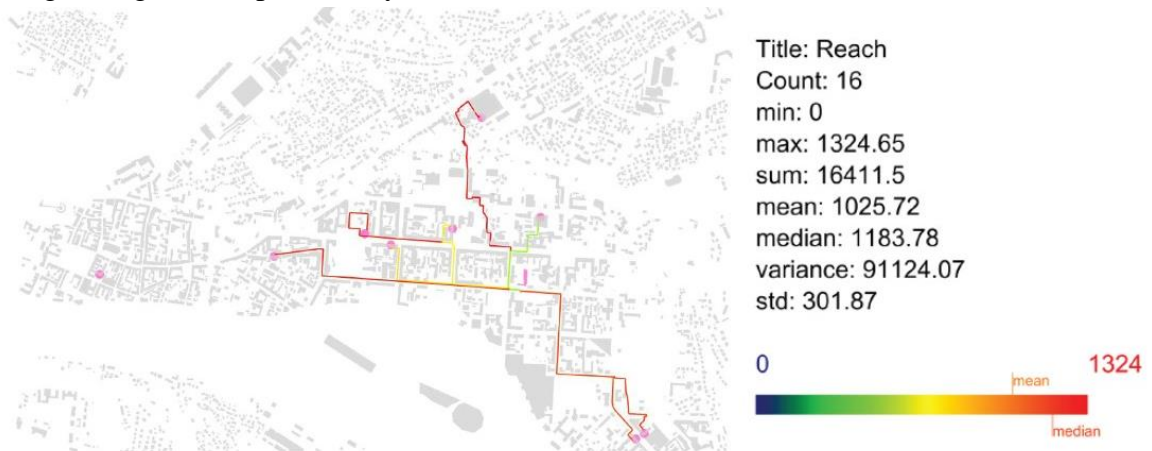 Title: Reach
Count: 16
min: 0
max: 1324.65
sum: 16411.5
mean: 1025.72
median: 1183.78
variance: 91124.07
std: 301.87
0 1324
mean
median